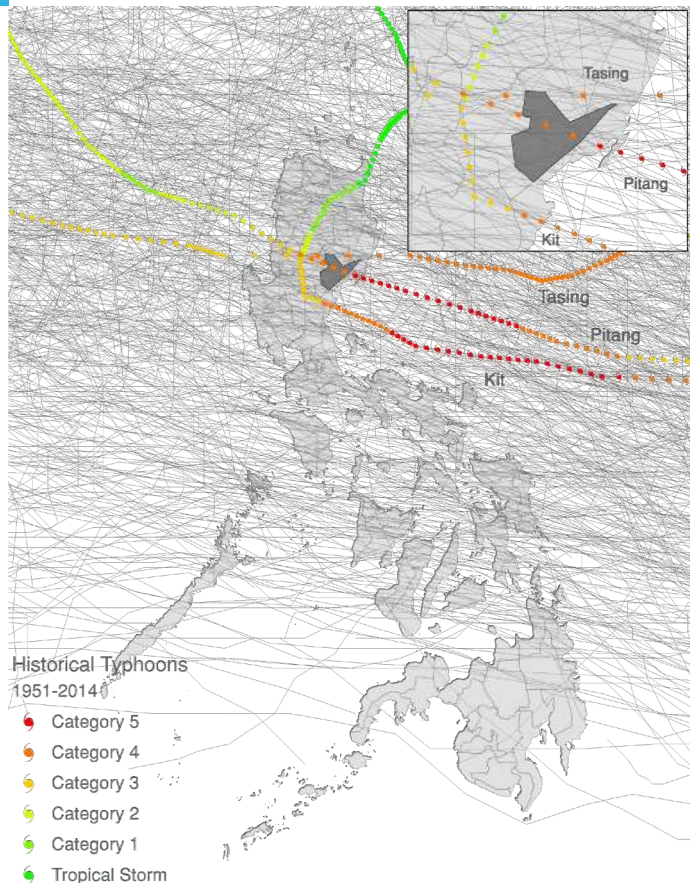 Tasing
Pitang
Kit
Tasing
Pitang
Kit
Historical Typhoons
1951-2014
Category 5
Category 4
Category 3
Category 2
Category 1
Tropical Storm